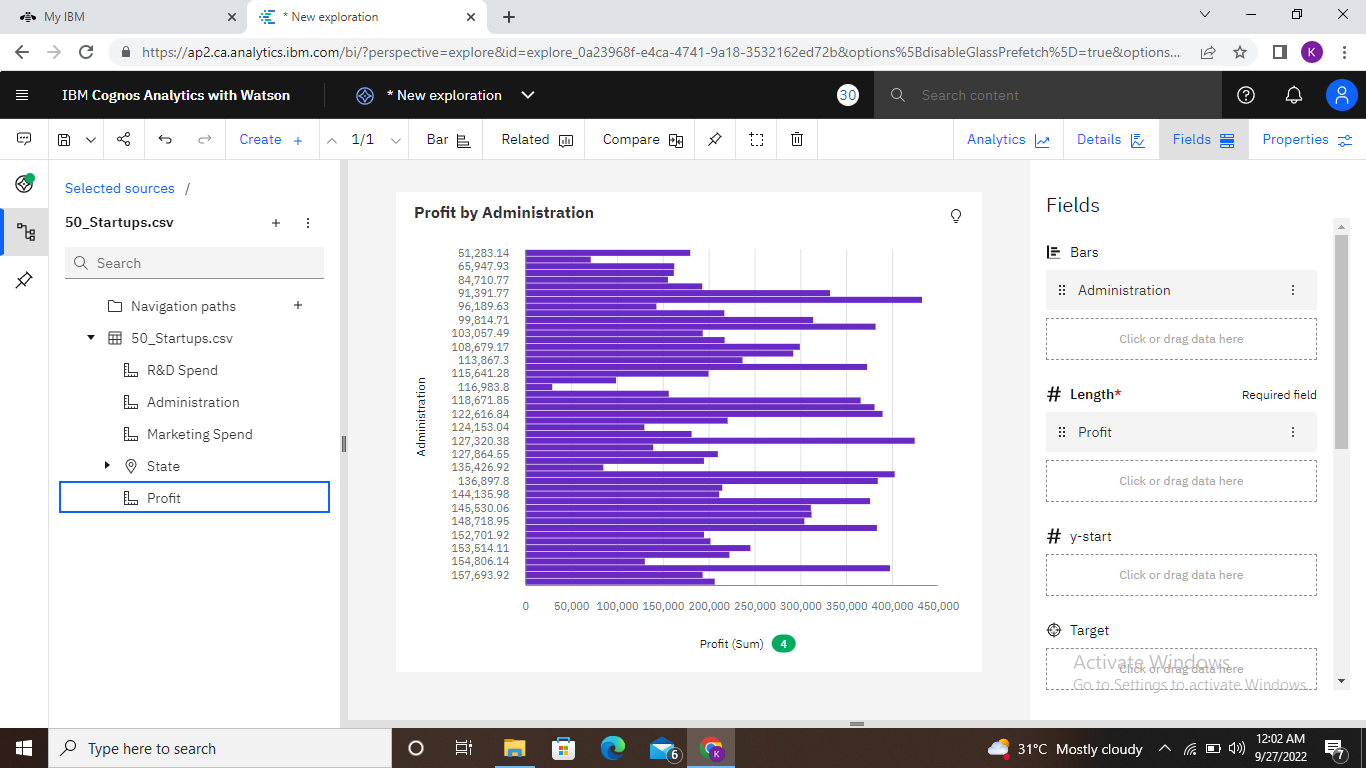 My IBM
* New exploration
https://ap2.ca.analytics.ibm.com/bi/?perspective=explore&id=explore_0a23968f-e4ca-4741-9a18-3532162ed72b&options%5BdisableGlassPrefetch%5D=true&options...
K
IBM Cognos Analytics with Watson
* New exploration
30
Search content
Create +
1/1
Bar
Related
Compare
Analytics
Details
Fields
Properties
Selected sources /
50_Startups.csv
Search
Navigation paths
50_Startups.csv
R&D Spend
Administration
Marketing Spend
State
Profit
Profit by Administration
Administration
51,283.14
65,947.93
84,710.77
91,391.77
96,189.63
99,814.71
103,057.49
108,679.17
113,867.3
115,641.28
116,983.8
118,671.85
122,616.84
124,153.04
127,320.38
127,864.55
135,426.92
136,897.8
144,135.98
145,530.06
148,718.95
152,701.92
153,514.11
154,806.14
157,693.92
0 50,000 100,000 150,000 200,000 250,000 300,000 350,000 400,000 450,000
Profit (Sum) 4
Fields
Bars
Administration
Click or drag data here
Length* Required field
Profit
Click or drag data here
y-start
Click or drag data here
Target
Click or drag data here
Activate Windows
Go to Settings to activate Windows.
Type here to search
6
K
31°C Mostly cloudy
12:02 AM
9/27/2022
7